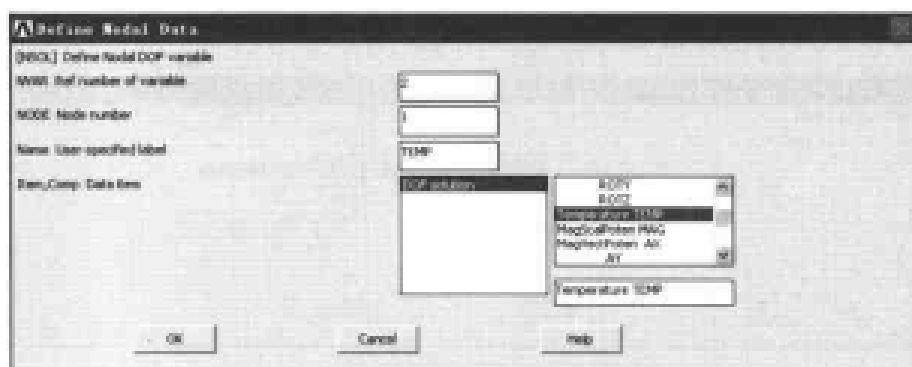 Define Nodal Data
[NSOL] Define Nodal DOF variable
NVAR Ref number of variable
2
NODE Node number
1
Name User-specified label
TEMP
Item,Comp Data item
DOF solution
ROTY
ROTZ
Temperature TEMP
MagScalPoten MAG
MagVectPoten AX
AY
Temperature TEMP
OK
Cancel
Help